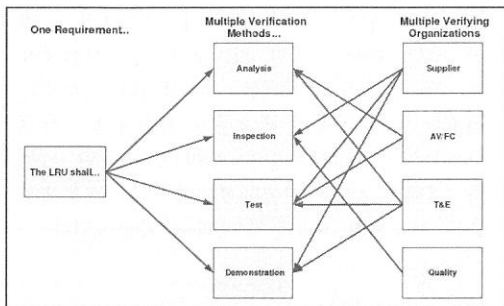 One Requirement..
Multiple Verification
Methods...
Multiple Verifying
Organizations
The LRU shall...
Analysis
Inspection
Test
Demonstration
Supplier
AV/FC
T&E
Quality